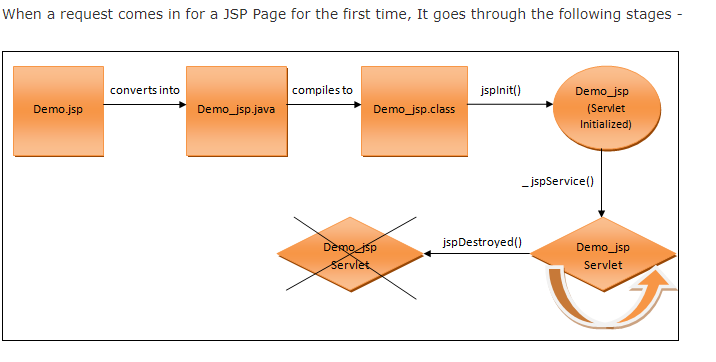 When a request comes in for a JSP Page for the first time, It goes through the following stages -
Demo.jsp
converts into
Demo_jsp.java
compiles to
Demo_jsp.class
jspInit()
Demo_jsp
(Servlet
Initialized)
_jspService()
Demo_jsp
Servlet
jspDestroyed()
Demo_jsp
Servlet